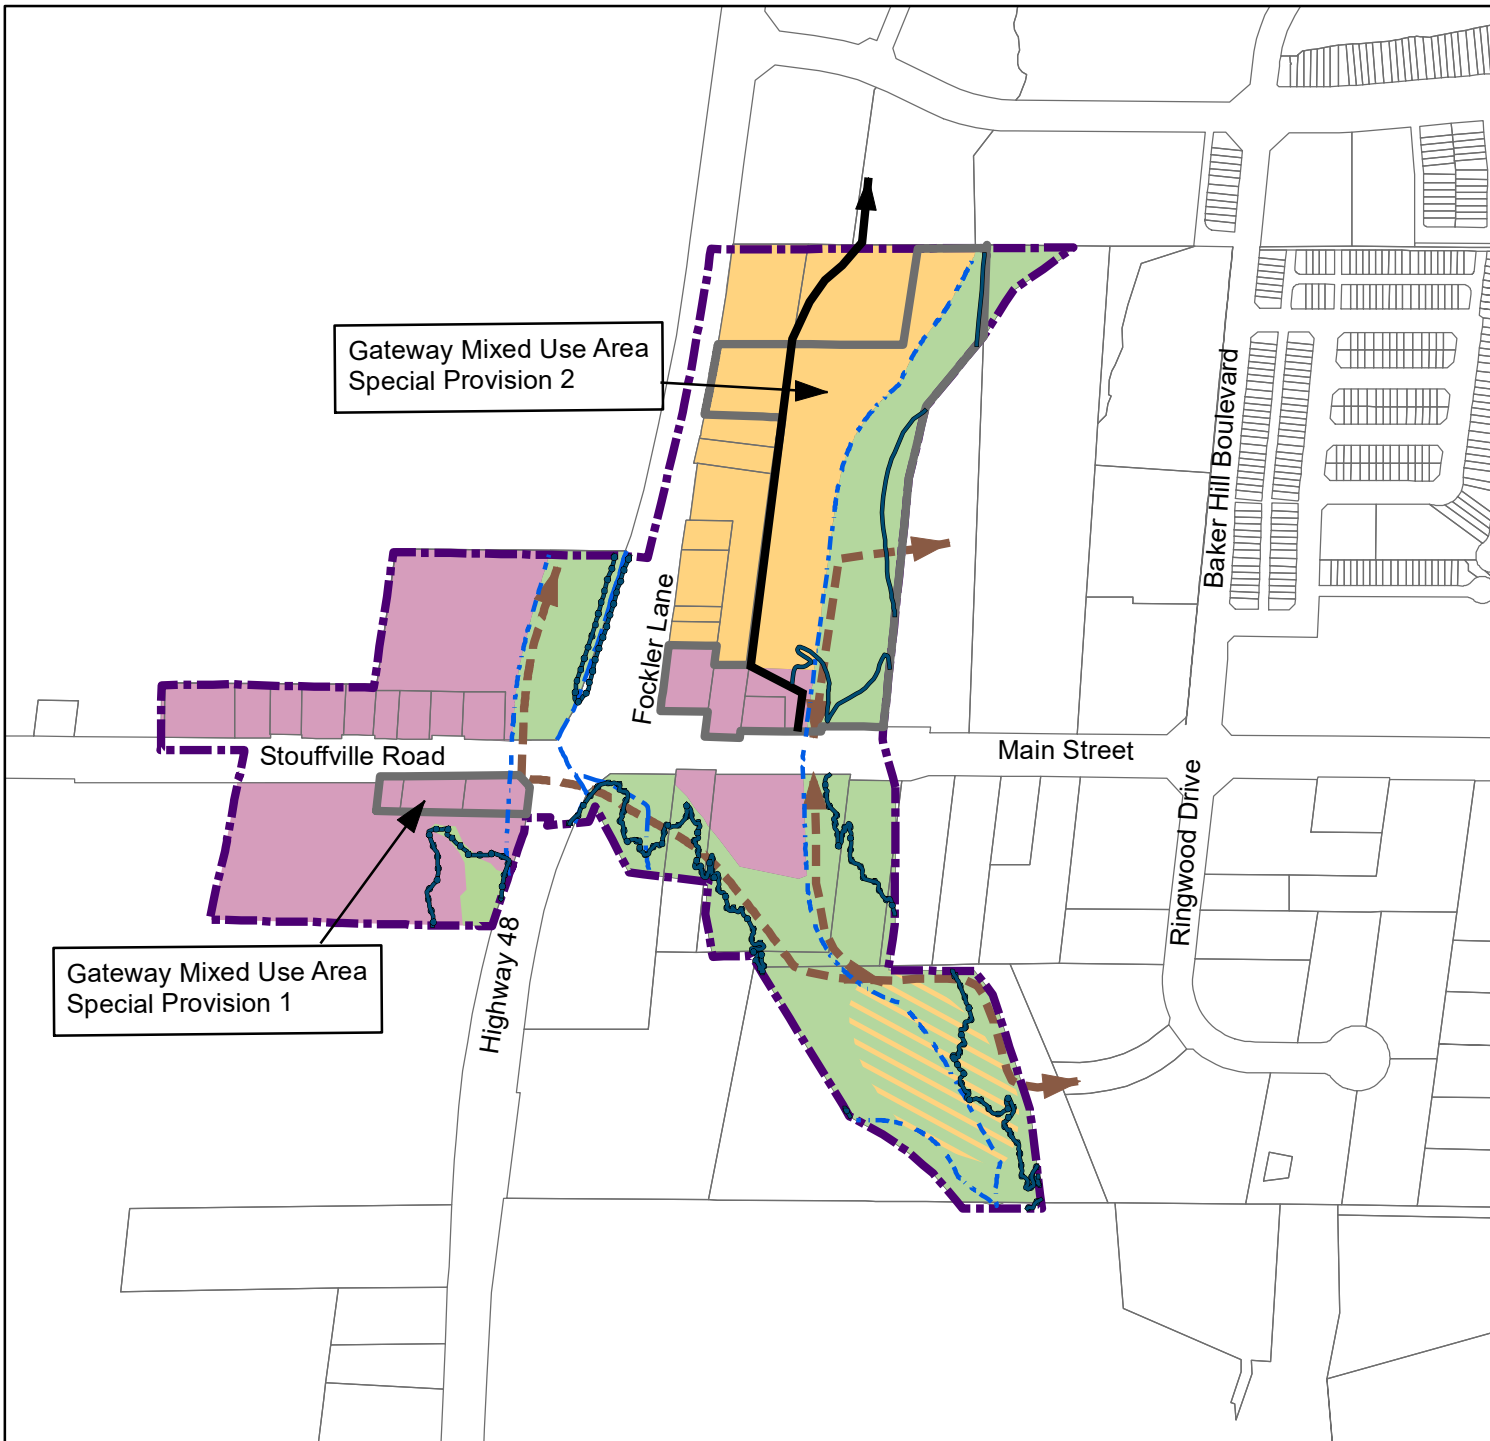 Gateway Mixed Use Area
Special Provision 2
Baker Hill Boulevard
Fockler Lane
Stouffville Road
Main Street
Ringwood Drive
Highway 48
Gateway Mixed Use Area
Special Provision 1